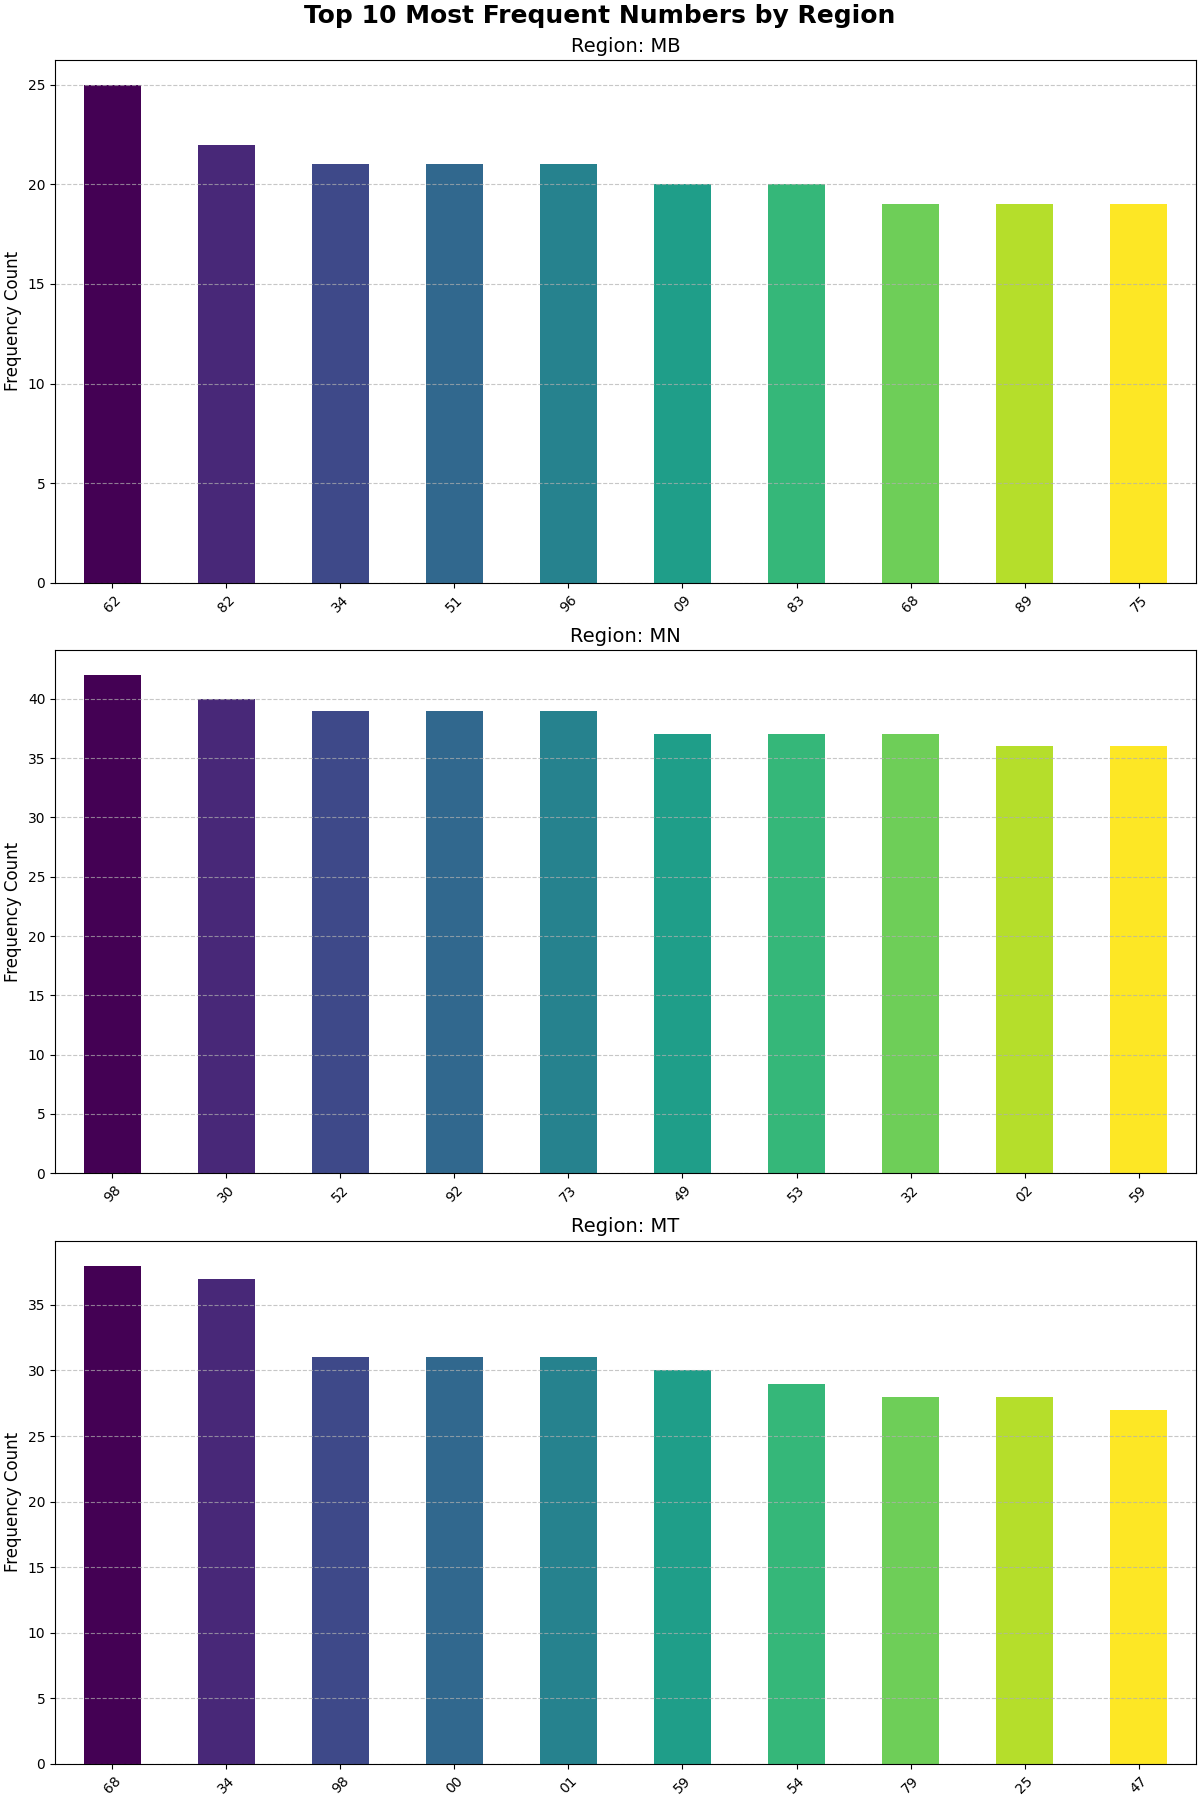 Top 10 Most Frequent Numbers by Region
Region: MB
Frequency Count
25
20
15
10
5
0
62 82 34 51 96 09 83 68 89 75
Region: MN
Frequency Count
40
35
30
25
20
15
10
5
0
98 30 52 92 73 49 53 32 02 59
Region: MT
Frequency Count
35
30
25
20
15
10
5
0
68 34 98 00 01 59 54 79 25 47